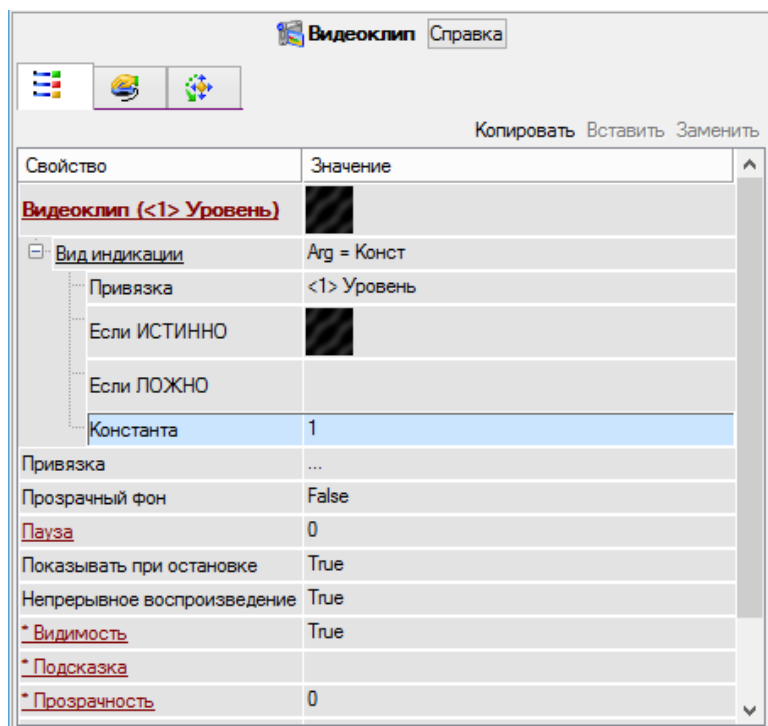 Видеоклип Справка
Копировать Вставить Заменить
Свойство Значение
Видеоклип (<1> Уровень)
Вид индикации Arg = Конст
Привязка <1> Уровень
Если ИСТИННО
Если ЛОЖНО
Константа 1
Привязка ...
Прозрачный фон False
Пауза 0
Показывать при остановке True
Непрерывное воспроизведение True
* Видимость True
* Подсказка
* Прозрачность 0